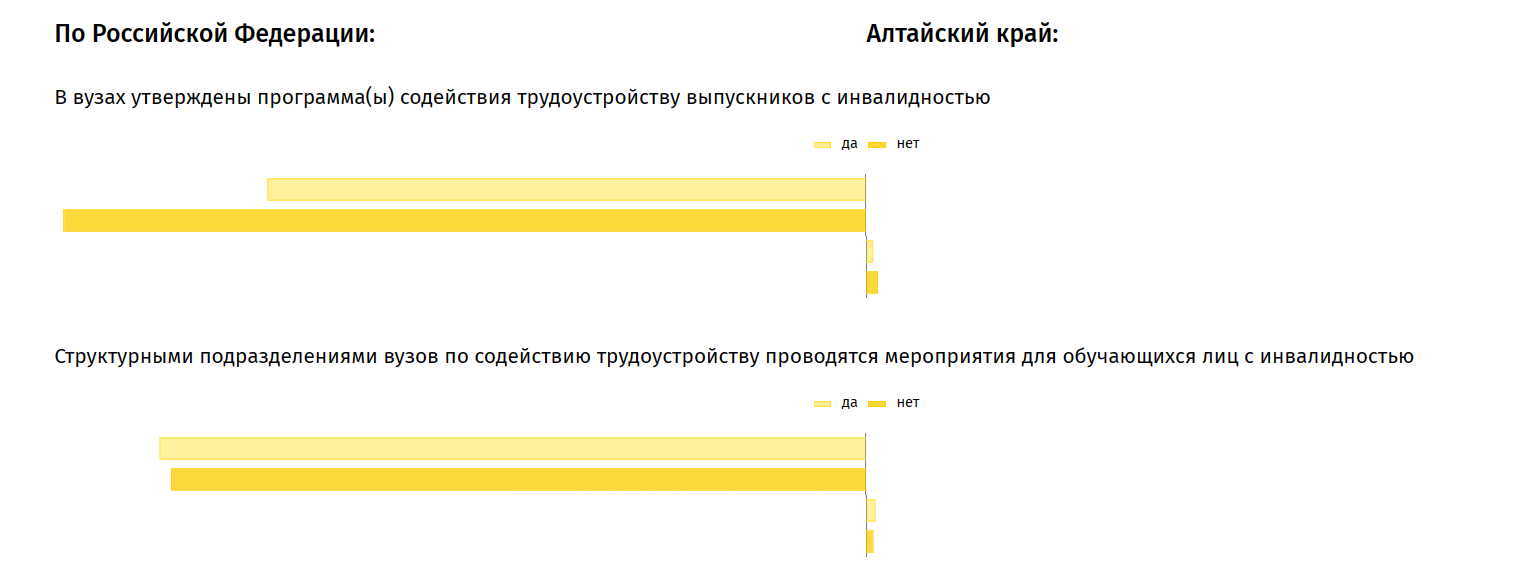 По Российской Федерации:
Алтайский край:
В вузах утверждены программа(ы) содействия трудоустройству выпускников с инвалидностью
да нет
Структурными подразделениями вузов по содействию трудоустройству проводятся мероприятия для обучающихся лиц с инвалидностью
да нет